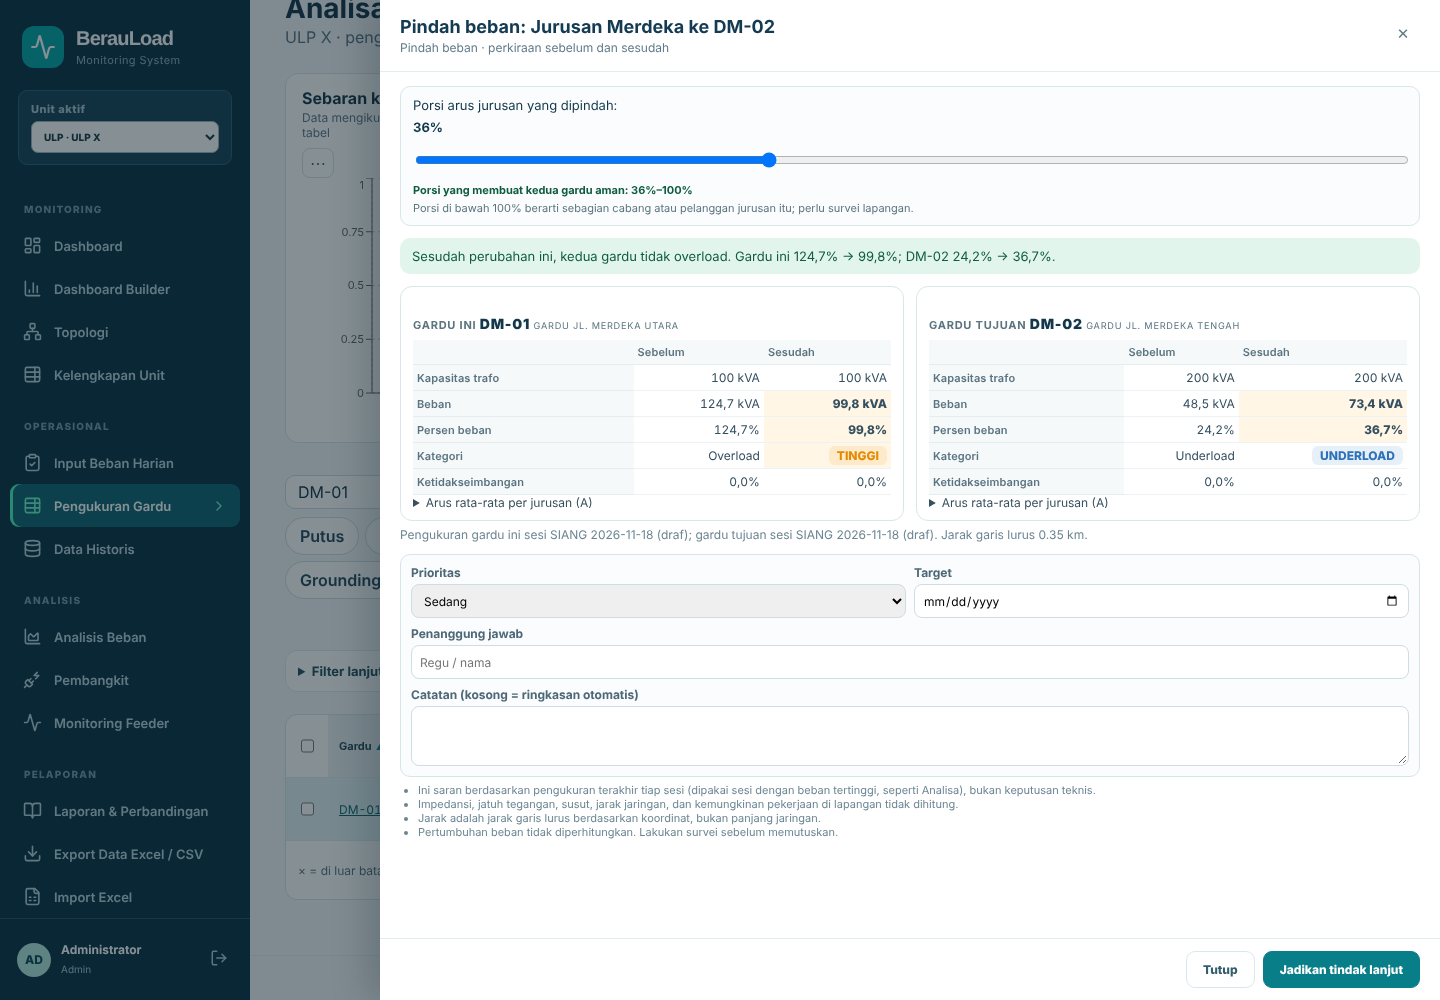 BerauLoad
Monitoring System
Unit aktif
ULP · ULP X
MONITORING
Dashboard
Dashboard Builder
Topologi
Kelengkapan Unit
OPERASIONAL
Input Beban Harian
Pengukuran Gardu
Data Historis
ANALISIS
Analisis Beban
Pembangkit
Monitoring Feeder
PELAPORAN
Laporan & Perbandingan
Export Data Excel / CSV
Import Excel
AD
Administrator
Admin
Analisa
ULP X · peng
Sebaran k
Data mengiku
tabel
...
1
0.75
0.5
0.25
0
DM-01
Putus
Grounding
Filter lanjut
Gardu
DM-01
× = di luar bata
Pindah beban: Jurusan Merdeka ke DM-02
Pindah beban · perkiraan sebelum dan sesudah
×
Porsi arus jurusan yang dipindah:
36%
Porsi yang membuat kedua gardu aman: 36%–100%
Porsi di bawah 100% berarti sebagian cabang atau pelanggan jurusan itu; perlu survei lapangan.
Sesudah perubahan ini, kedua gardu tidak overload. Gardu ini 124,7% → 99,8%; DM-02 24,2% → 36,7%.
GARDU INI DM-01 GARDU JL. MERDEKA UTARA
Sebelum Sesudah
Kapasitas trafo 100 kVA 100 kVA
Beban 124,7 kVA 99,8 kVA
Persen beban 124,7% 99,8%
Kategori Overload TINGGI
Ketidakseimbangan 0,0% 0,0%
▶ Arus rata-rata per jurusan (A)
GARDU TUJUAN DM-02 GARDU JL. MERDEKA TENGAH
Sebelum Sesudah
Kapasitas trafo 200 kVA 200 kVA
Beban 48,5 kVA 73,4 kVA
Persen beban 24,2% 36,7%
Kategori Underload UNDERLOAD
Ketidakseimbangan 0,0% 0,0%
▶ Arus rata-rata per jurusan (A)
Pengukuran gardu ini sesi SIANG 2026-11-18 (draf); gardu tujuan sesi SIANG 2026-11-18 (draf). Jarak garis lurus 0.35 km.
Prioritas
Sedang
Target
mm/dd/yyyy
Penanggung jawab
Regu / nama
Catatan (kosong = ringkasan otomatis)
• Ini saran berdasarkan pengukuran terakhir tiap sesi (dipakai sesi dengan beban tertinggi, seperti Analisa), bukan keputusan teknis.
• Impedansi, jatuh tegangan, susut, jarak jaringan, dan kemungkinan pekerjaan di lapangan tidak dihitung.
• Jarak adalah jarak garis lurus berdasarkan koordinat, bukan panjang jaringan.
• Pertumbuhan beban tidak diperhitungkan. Lakukan survei sebelum memutuskan.
Tutup
Jadikan tindak lanjut